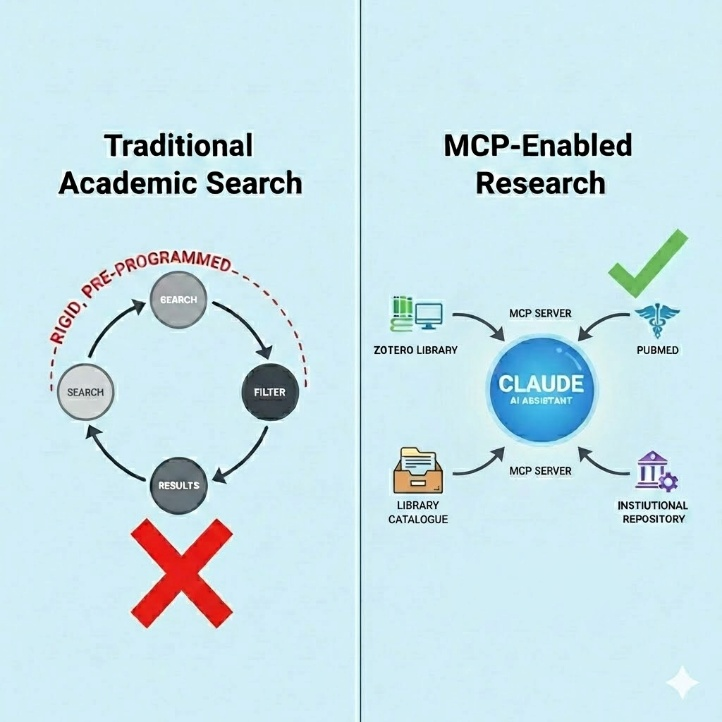 Traditional
Academic Search
RIGID, PRE-PROGRAMMED
SEARCH
SEARCH
FILTER
RESULTS
MCP-Enabled
Research
MCP SERVER
ZOTERO LIBRARY
PUBMED
CLAUDE
AI ASSISTANT
MCP SERVER
LIBRARY
CATALOGUE
INSTIUTIONAL
REPOSITORY